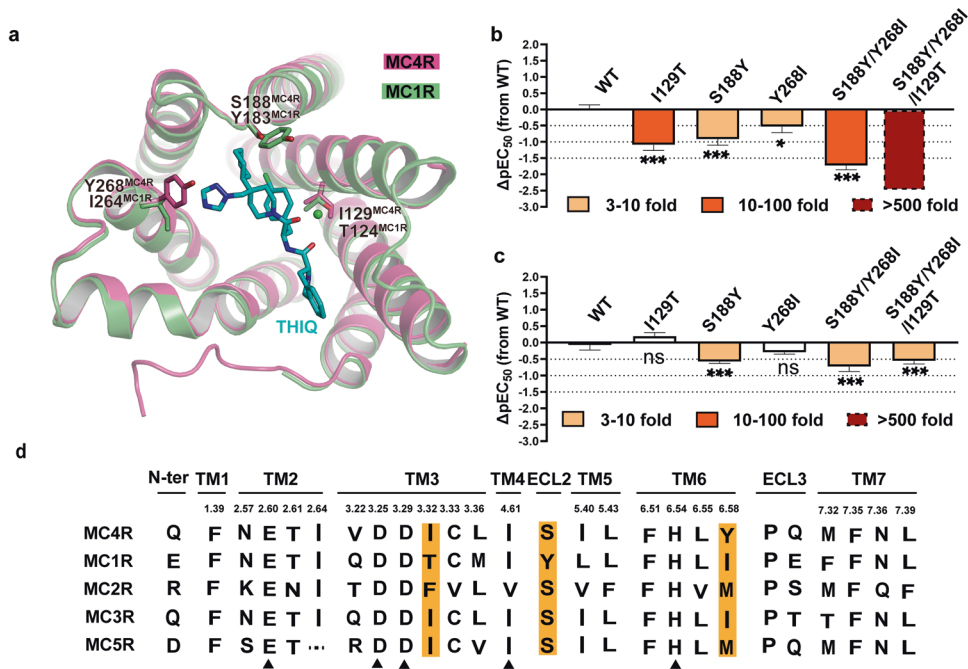 a
MC4R
MC1R
S188MC4R
Y183MC1R
Y268MC4R
I264MC1R
I129MC4R
T124MC1R
THIQ
b
ΔpEC50 (from WT)
2.0
1.5
1.0
0.5
0.0
-0.5
-1.0
-1.5
-2.0
-2.5
-3.0
WT
I129T
S188Y
Y268I
S188Y/Y268I
S188Y/Y268I
/I129T
***
***
*
***
3-10 fold
10-100 fold
>500 fold
c
ΔpEC50 (from WT)
2.0
1.5
1.0
0.5
0.0
-0.5
-1.0
-1.5
-2.0
-2.5
-3.0
WT
I129T
S188Y
Y268I
S188Y/Y268I
S188Y/Y268I
/I129T
ns
***
ns
***
***
3-10 fold
10-100 fold
>500 fold
d
N-ter TM1 TM2 TM3 TM4 ECL2 TM5 TM6 ECL3 TM7
1.39 2.57 2.60 2.61 2.64 3.22 3.25 3.29 3.32 3.33 3.36 4.61 5.40 5.43 6.51 6.54 6.55 6.58 7.32 7.35 7.36 7.39
MC4R Q F N E T I V D D I C L I S I L F H L Y P Q M F N L
MC1R E F N E T I Q D D T C M I Y L L F H L I P E F F N L
MC2R R F K E N I T D D F V L V S V F F H V M P S M F Q F
MC3R Q F N E T I Q D D I C L I S I L F H L I P T T F N L
MC5R D F S E T --- R D D I C V I S I L F H L M P Q M F N L